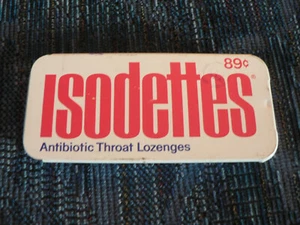 89¢
ISODETTES®
Antibiotic Throat Lozenges